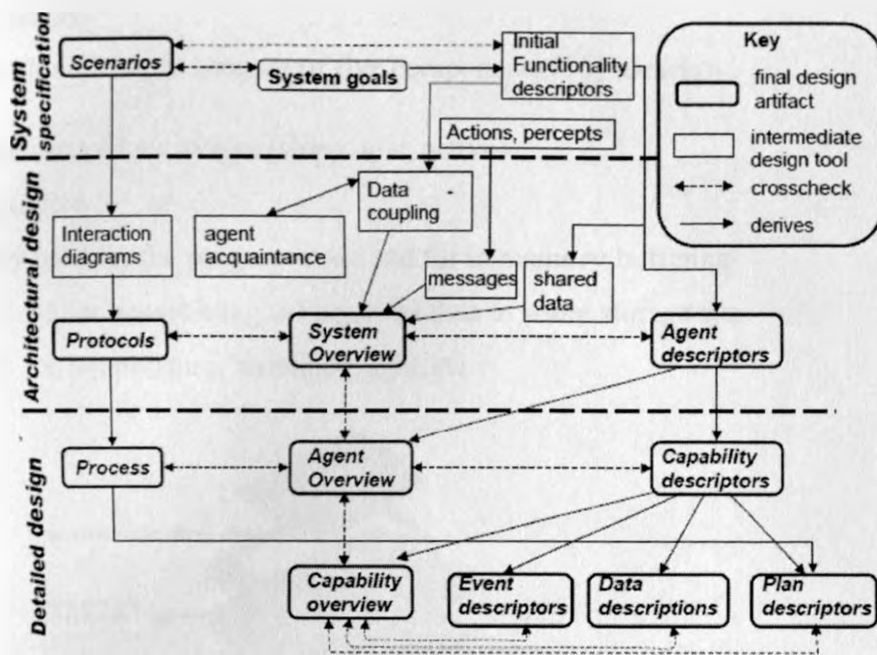 System
specification
Scenarios
System goals
Initial
Functionality
descriptors
Actions, percepts
Key
final design
artifact
intermediate
design tool
crosscheck
derives
Architectural design
Interaction
diagrams
agent
acquaintance
Data
coupling
messages
shared
data
Protocols
System
Overview
Agent
descriptors
Detailed design
Process
Agent
Overview
Capability
descriptors
Capability
overview
Event
descriptors
Data
descriptions
Plan
descriptors